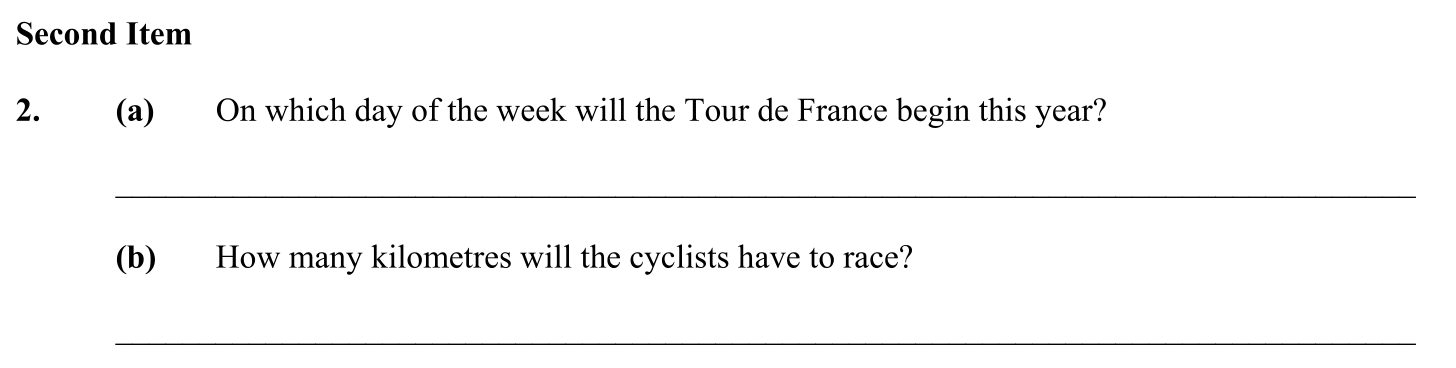 Second Item
2. (a) On which day of the week will the Tour de France begin this year?
(b) How many kilometres will the cyclists have to race?